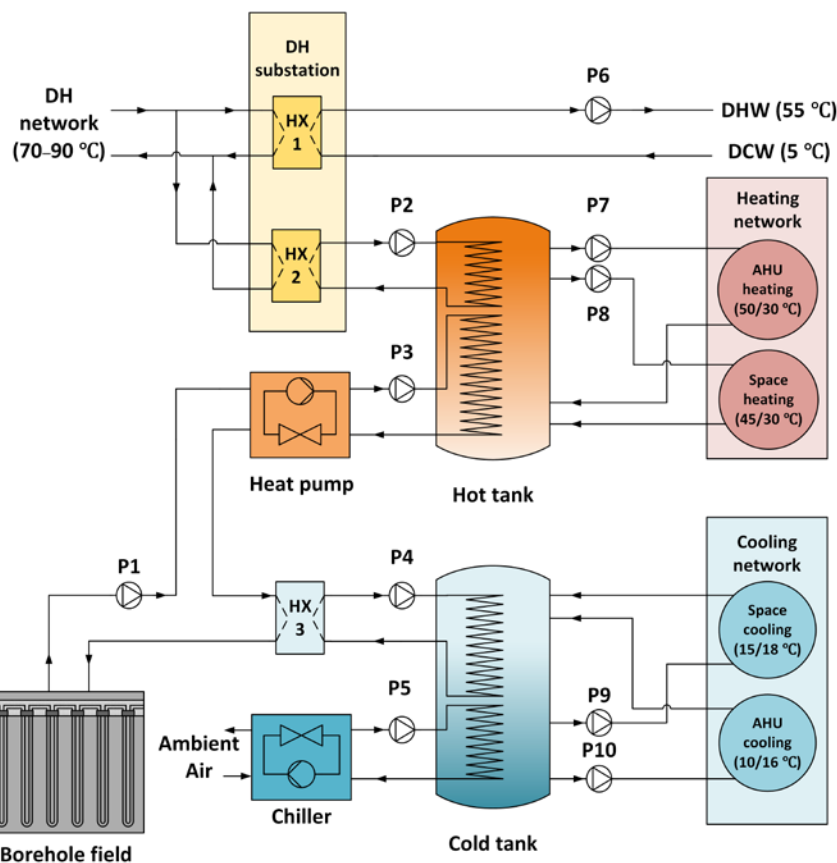 DH
substation
DH
network
(70–90 ℃)
HX
1
P6
DHW (55 ℃)
DCW (5 ℃)
HX
2
P2
P7
P8
Heating
network
AHU
heating
(50/30 ℃)
Space
heating
(45/30 ℃)
P3
Heat pump
Hot tank
P1
HX
3
P4
Cooling
network
Space
cooling
(15/18 ℃)
P5
P9
P10
AHU
cooling
(10/16 ℃)
Ambient
Air
Chiller
Cold tank
Borehole field